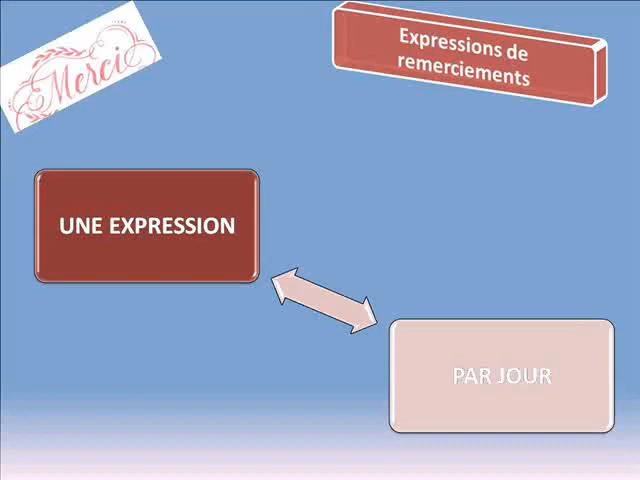 Merci
Expressions de
remerciements
UNE EXPRESSION
PAR JOUR